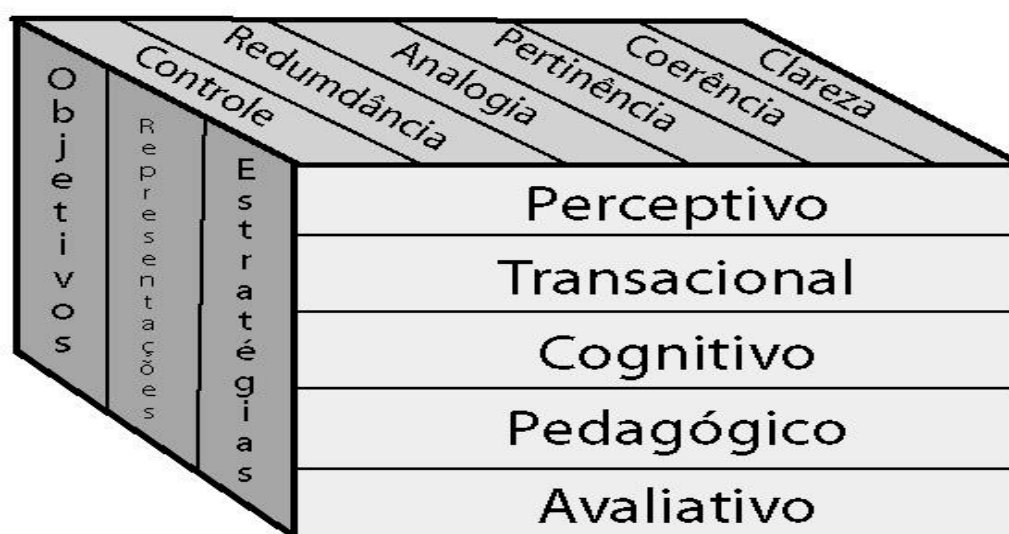 Controle
Redumdância
Analogia
Pertinência
Coerência
Clareza
Objetivos
Representações
Estratégias
Perceptivo
Transacional
Cognitivo
Pedagógico
Avaliativo